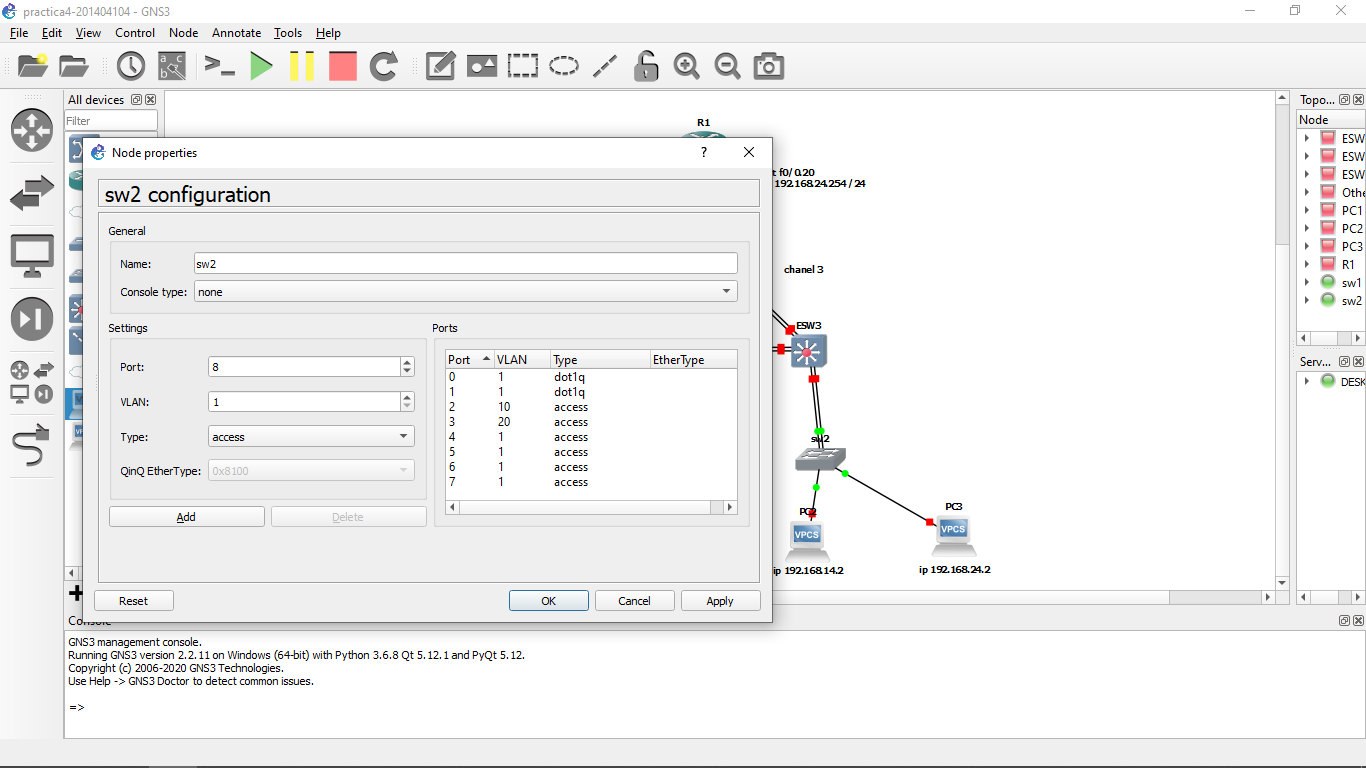 practica4-201404104 - GNS3
File Edit View Control Node Annotate Tools Help
All devices
Filter
R1
t f0/0.20
192.168.24.254/24
chanel 3
ESW3
sw2
PC2
VPCS
ip 192.168.14.2
PC3
VPCS
ip 192.168.24.2
Node properties
?
sw2 configuration
General
Name: sw2
Console type: none
Settings
Port: 8
VLAN: 1
Type: access
QinQ EtherType: 0x8100
Add Delete
Ports
Port VLAN Type EtherType
0 1 dot1q
1 1 dot1q
2 10 access
3 20 access
4 1 access
5 1 access
6 1 access
7 1 access
Reset OK Cancel Apply
Topo...
Node
ESW
ESW
ESW
Othe
PC1
PC2
PC3
R1
sw1
sw2
Serv...
DESK
Console
GNS3 management console.
Running GNS3 version 2.2.11 on Windows (64-bit) with Python 3.6.8 Qt 5.12.1 and PyQt 5.12.
Copyright (c) 2006-2020 GNS3 Technologies.
Use Help -> GNS3 Doctor to detect common issues.
=>